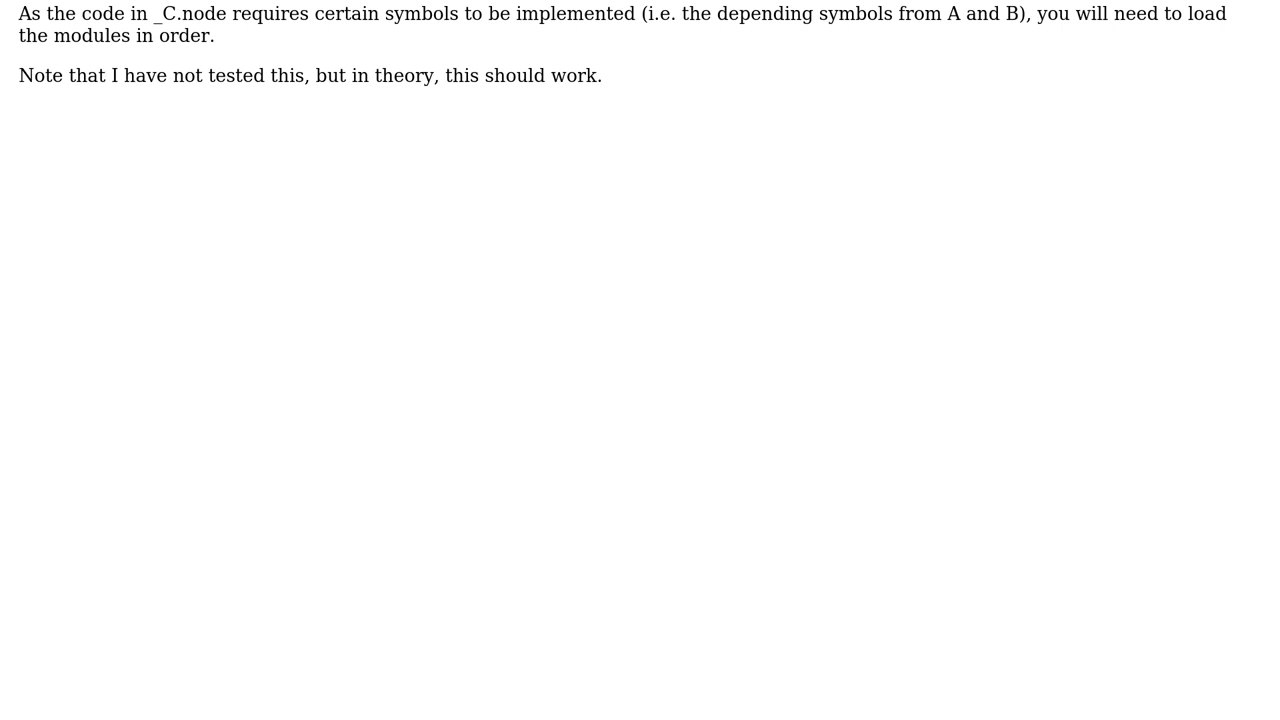 As the code in _C.node requires certain symbols to be implemented (i.e. the depending symbols from A and B), you will need to load
the modules in order.
Note that I have not tested this, but in theory, this should work.